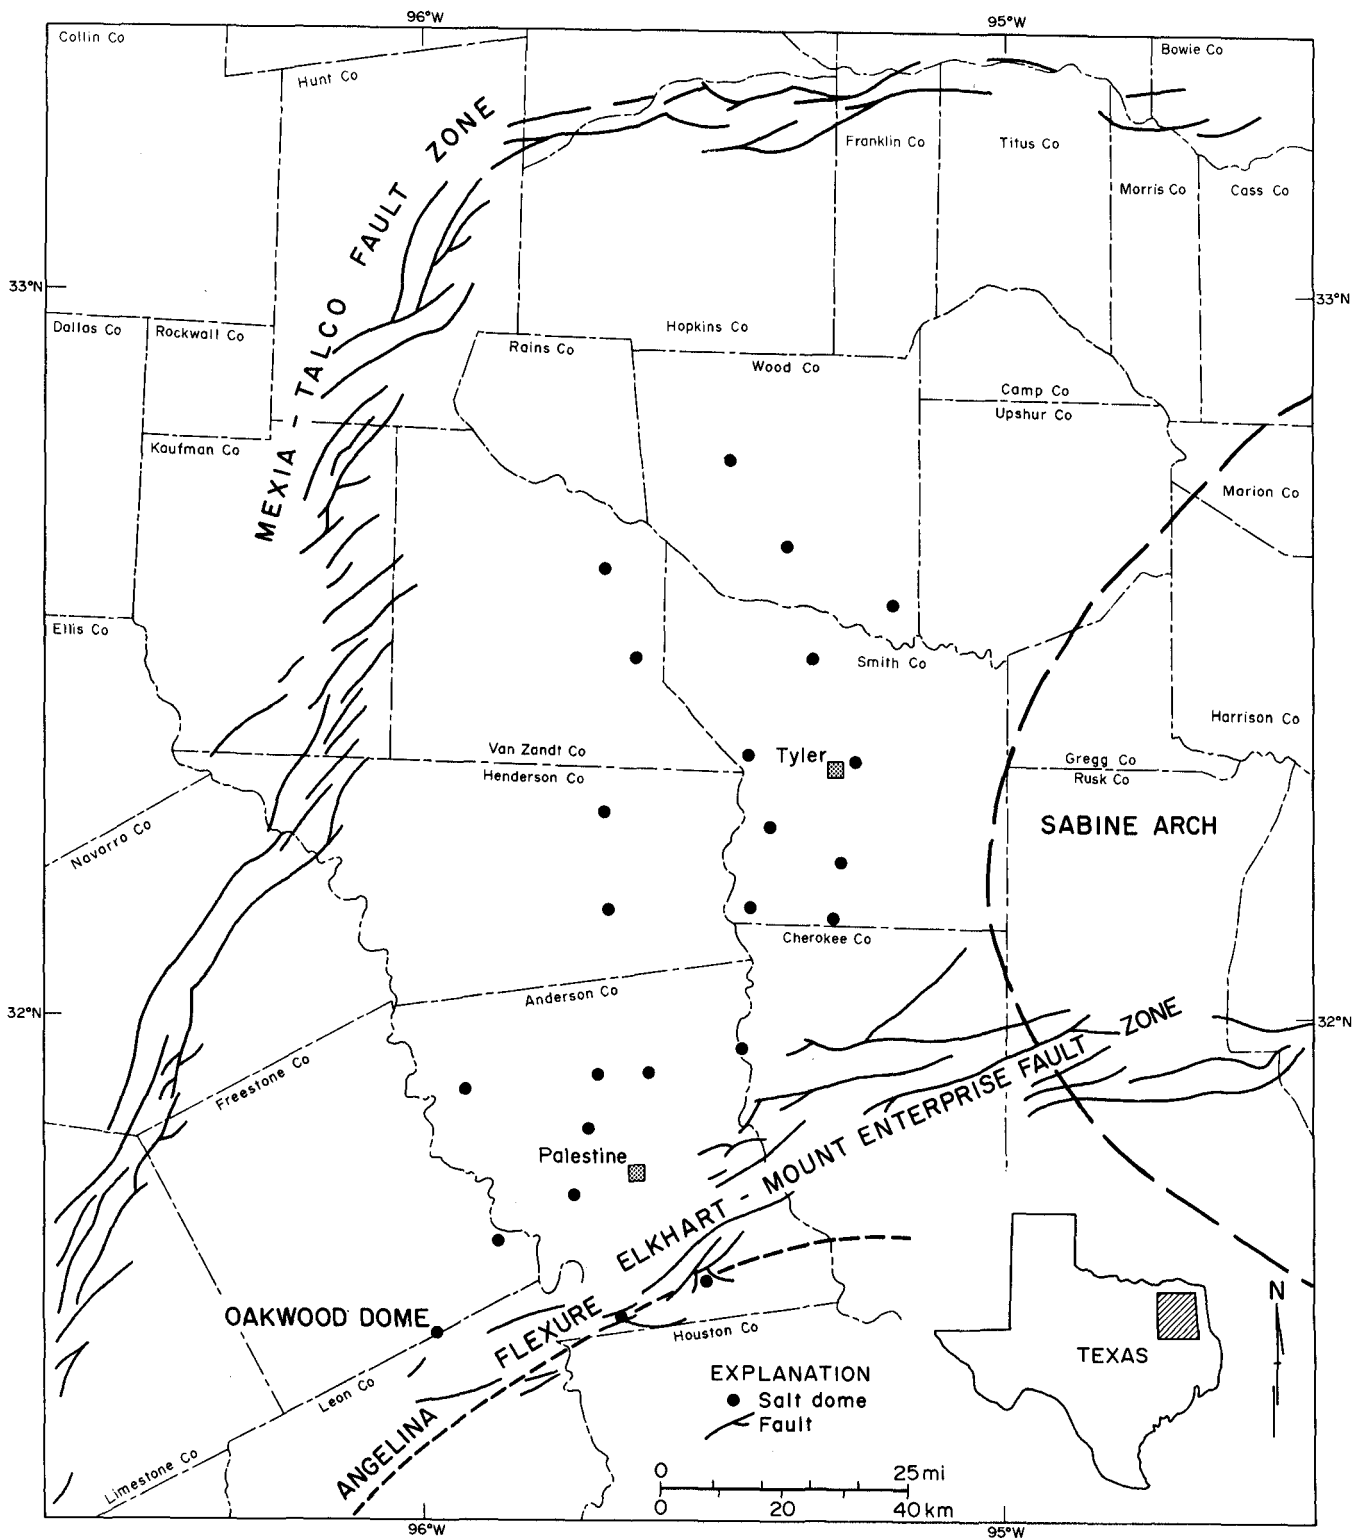 96°W
95°W
Collin Co
Hunt Co
Bowie Co
MEXIA - TALCO FAULT ZONE
Franklin Co
Titus Co
Morris Co
Cass Co
33°N
33°N
Dallas Co
Rockwall Co
Hopkins Co
Rains Co
Wood Co
Camp Co
Upshur Co
Kaufman Co
Marion Co
Ellis Co
Smith Co
Harrison Co
Van Zandt Co
Henderson Co
Tyler
Gregg Co
Rusk Co
Navarro Co
SABINE ARCH
Cherokee Co
Anderson Co
32°N
32°N
Freestone Co
ELKHART - MOUNT ENTERPRISE FAULT ZONE
Palestine
OAKWOOD DOME
ANGELINA FLEXURE
Houston Co
Leon Co
Limestone Co
N
TEXAS
EXPLANATION
Salt dome
Fault
0 25 mi
0 20 40 km
96°W
95°W